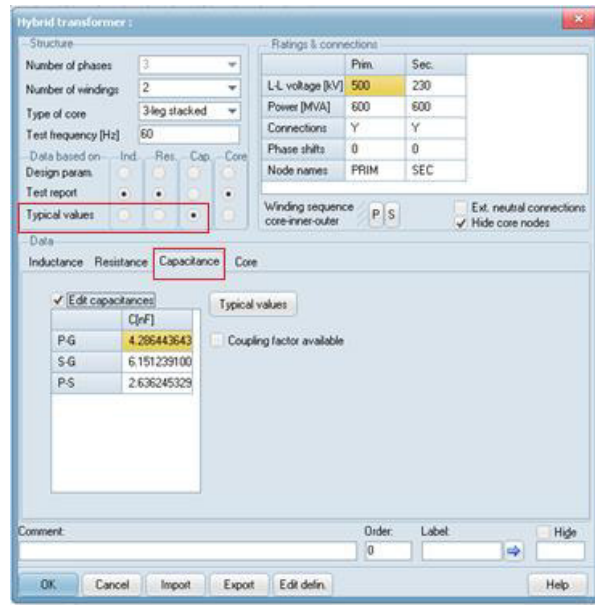 Hybrid transformer :
Structure
Number of phases 3
Number of windings 2
Type of core 3-leg stacked
Test frequency [Hz] 60
Ratings & connections
Prim. Sec.
L-L voltage [kV] 500 230
Power [MVA] 600 600
Connections Y Y
Phase shifts 0 0
Node names PRIM SEC
Data based on Ind. Res. Cap. Core
Design param.
Test report
Typical values
Winding sequence
core-inner-outer P S
Ext. neutral connections
Hide core nodes
Data
Inductance Resistance Capacitance Core
Edit capacitances Typical values
C[nF]
P-G 4.286443643 Coupling factor available
S-G 6.151239100
P-S 2.636245329
Comment: Order: Label: Hide
0
OK Cancel Import Export Edit defin. Help